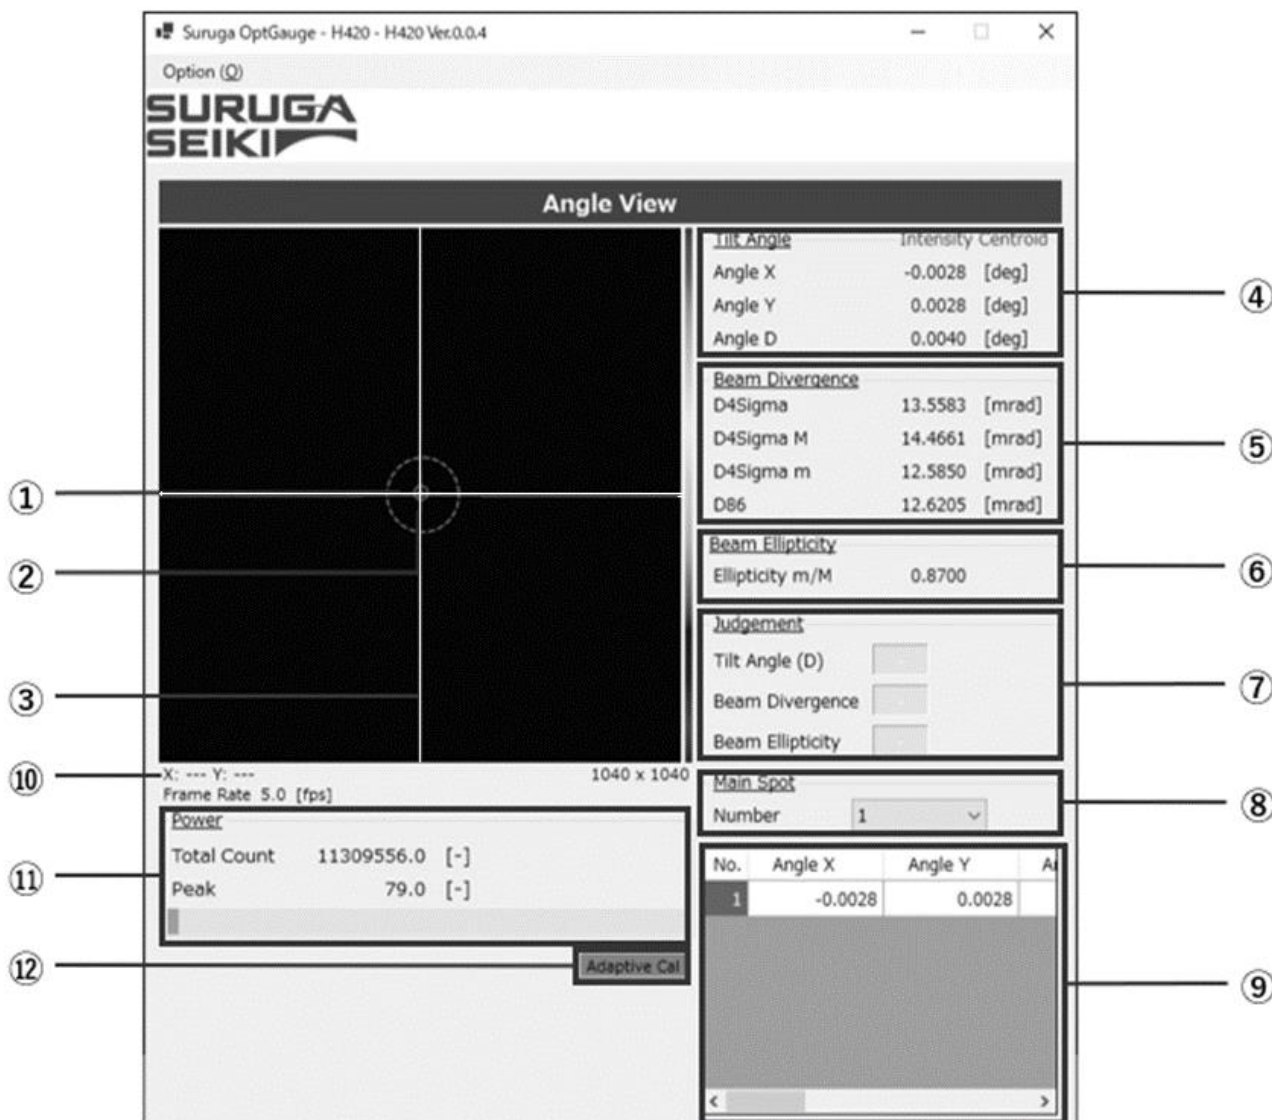 Suruga OptGauge - H420 - H420 Ver.0.0.4
Option (O)
SURUGA
SEIKI
Angle View
Tilt Angle Intensity Centroid
Angle X -0.0028 [deg]
Angle Y 0.0028 [deg]
Angle D 0.0040 [deg]
④
Beam Divergence
D4Sigma 13.5583 [mrad]
D4Sigma M 14.4661 [mrad]
D4Sigma m 12.5850 [mrad]
D86 12.6205 [mrad]
⑤
①
②
③
Beam Ellipticity
Ellipticity m/M 0.8700
⑥
Judgement
Tilt Angle (D) -
Beam Divergence -
Beam Ellipticity -
⑦
⑩
X: --- Y: --- 1040 x 1040
Frame Rate 5.0 [fps]
Main Spot
Number 1
⑧
Power
Total Count 11309556.0 [-]
Peak 79.0 [-]
⑪
Adaptive Cal
⑫
No. Angle X Angle Y A
1 -0.0028 0.0028
⑨